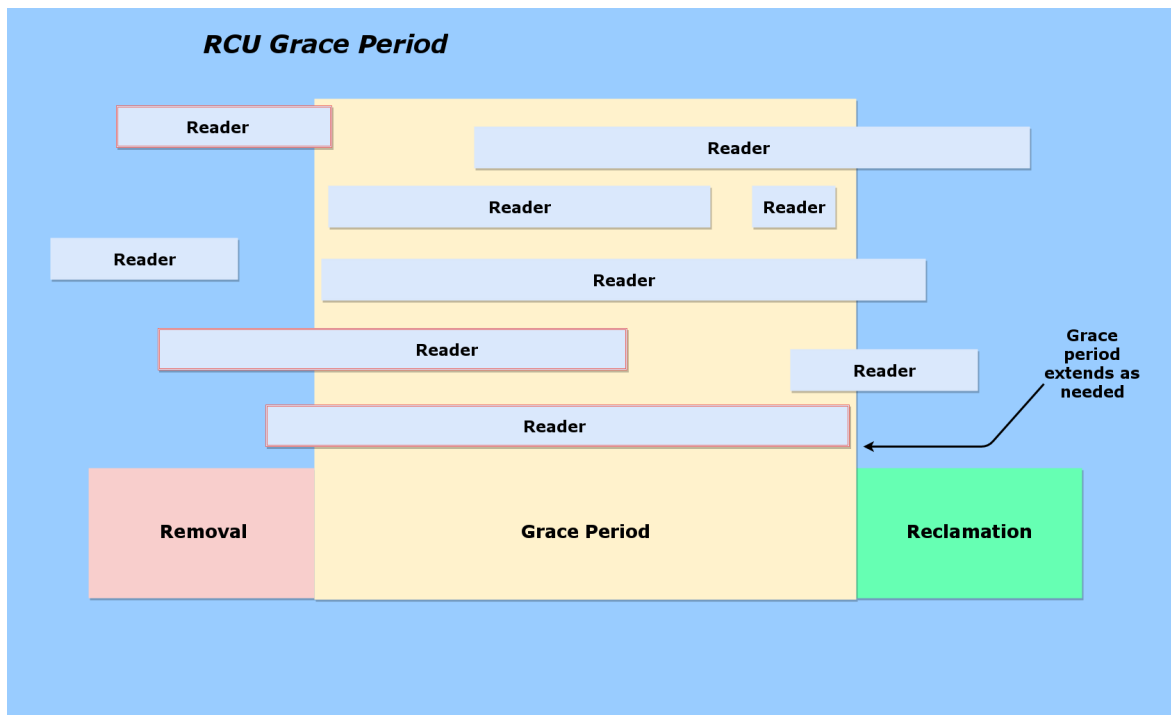 RCU Grace Period
Reader
Reader
Reader
Reader
Reader
Reader
Reader
Reader
Reader
Grace
period
extends as
needed
Removal
Grace Period
Reclamation